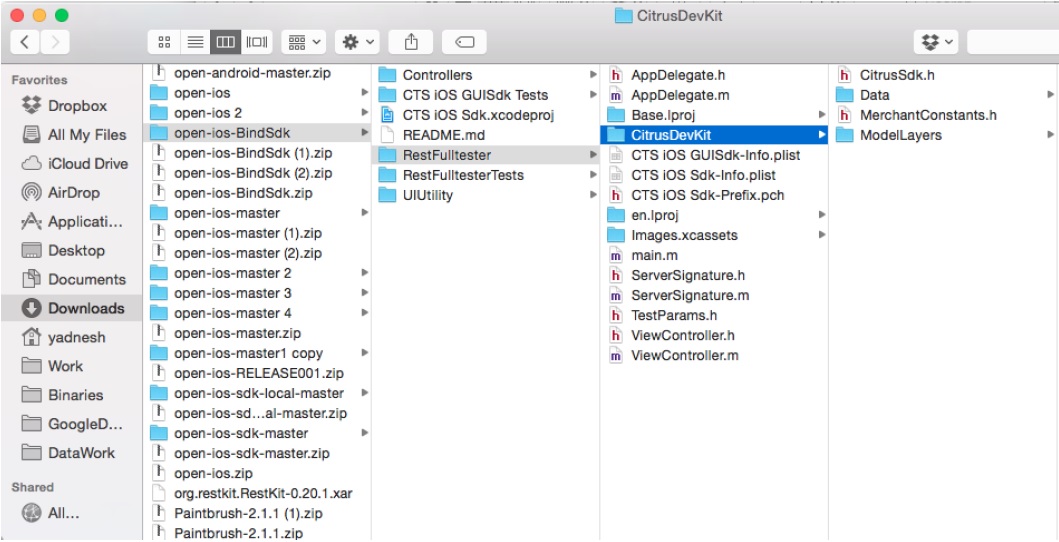 CitrusDevKit
Favorites
Dropbox
All My Files
iCloud Drive
AirDrop
Applicati...
Desktop
Documents
Downloads
yadnesh
Work
Binaries
GoogleD...
DataWork
Shared
All...
open-android-master.zip
open-ios
open-ios 2
open-ios-BindSdk
open-ios-BindSdk (1).zip
open-ios-BindSdk (2).zip
open-ios-BindSdk.zip
open-ios-master
open-ios-master (1).zip
open-ios-master (2).zip
open-ios-master 2
open-ios-master 3
open-ios-master 4
open-ios-master.zip
open-ios-master1 copy
open-ios-RELEASE001.zip
open-ios-sdk-local-master
open-ios-sd...al-master.zip
open-ios-sdk-master
open-ios-sdk-master.zip
open-ios.zip
org.restkit.RestKit-0.20.1.xar
Paintbrush-2.1.1 (1).zip
Paintbrush-2.1.1.zip
Controllers
CTS iOS GUISdk Tests
CTS iOS Sdk.xcodeproj
README.md
RestFulltester
RestFulltesterTests
UIUtility
h AppDelegate.h
m AppDelegate.m
Base.lproj
CitrusDevKit
CTS iOS GUISdk-Info.plist
CTS iOS Sdk-Info.plist
h CTS iOS Sdk-Prefix.pch
en.lproj
Images.xcassets
m main.m
h ServerSignature.h
m ServerSignature.m
h TestParams.h
h ViewController.h
m ViewController.m
h CitrusSdk.h
Data
h MerchantConstants.h
ModelLayers